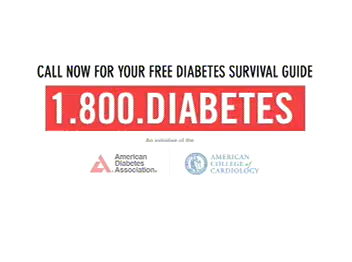 CALL NOW FOR YOUR FREE DIABETES SURVIVAL GUIDE
1.800.DIABETES
An initiative of the
American
Diabetes
Association®
AMERICAN
COLLEGE of
CARDIOLOGY